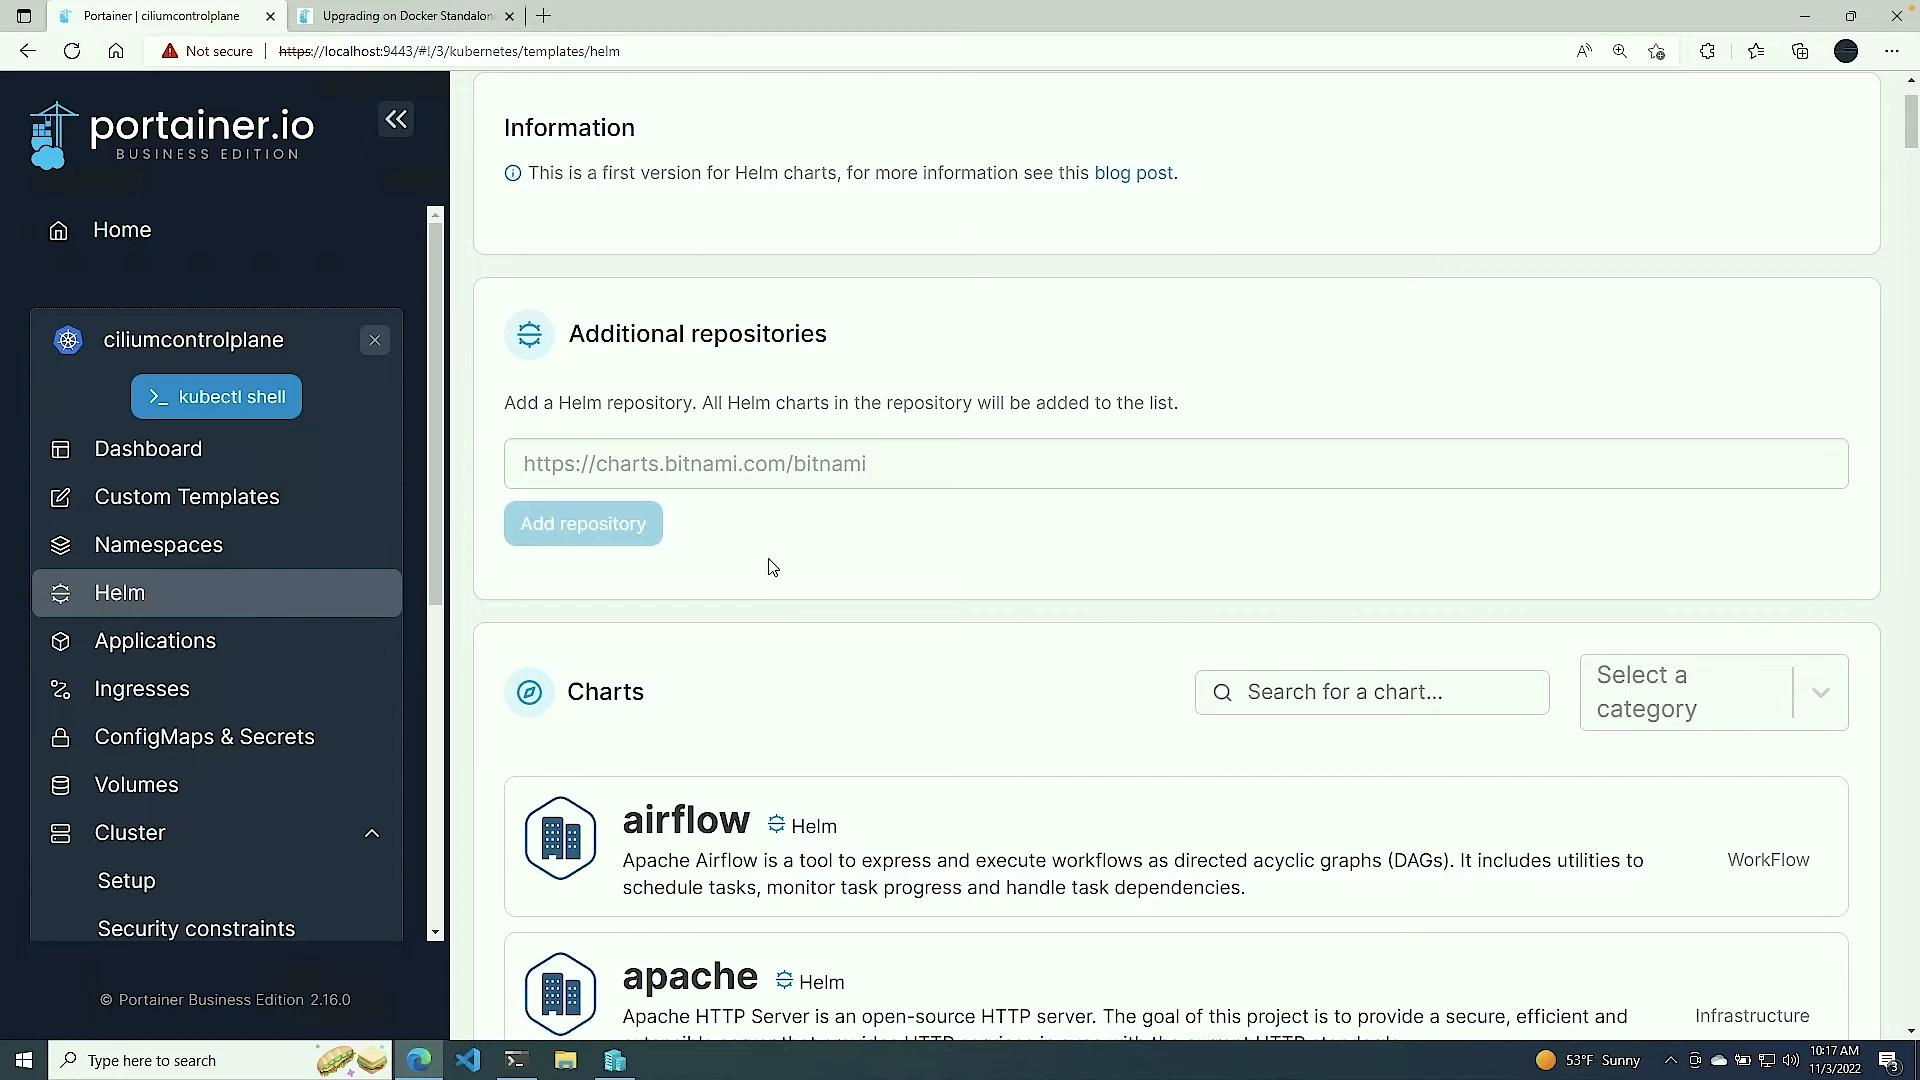 Portainer | ciliumcontrolplane
Upgrading on Docker Standalon
Not secure
https://localhost:9443/#!/3/kubernetes/templates/helm
portainer.io
BUSINESS EDITION
Home
ciliumcontrolplane
>_ kubectl shell
Dashboard
Custom Templates
Namespaces
Helm
Applications
Ingresses
ConfigMaps & Secrets
Volumes
Cluster
Setup
Security constraints
© Portainer Business Edition 2.16.0
Information
This is a first version for Helm charts, for more information see this blog post.
Additional repositories
Add a Helm repository. All Helm charts in the repository will be added to the list.
https://charts.bitnami.com/bitnami
Add repository
Charts
Search for a chart...
Select a
category
airflow Helm
Apache Airflow is a tool to express and execute workflows as directed acyclic graphs (DAGs). It includes utilities to
schedule tasks, monitor task progress and handle task dependencies.
WorkFlow
apache Helm
Apache HTTP Server is an open-source HTTP server. The goal of this project is to provide a secure, efficient and
Infrastructure
Type here to search
53°F Sunny
10:17 AM
11/3/2022
3